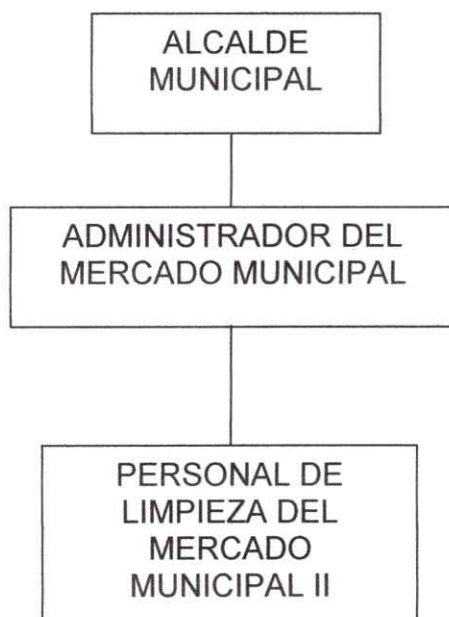 ALCALDE
MUNICIPAL
ADMINISTRADOR DEL
MERCADO MUNICIPAL
PERSONAL DE
LIMPIEZA DEL
MERCADO
MUNICIPAL II